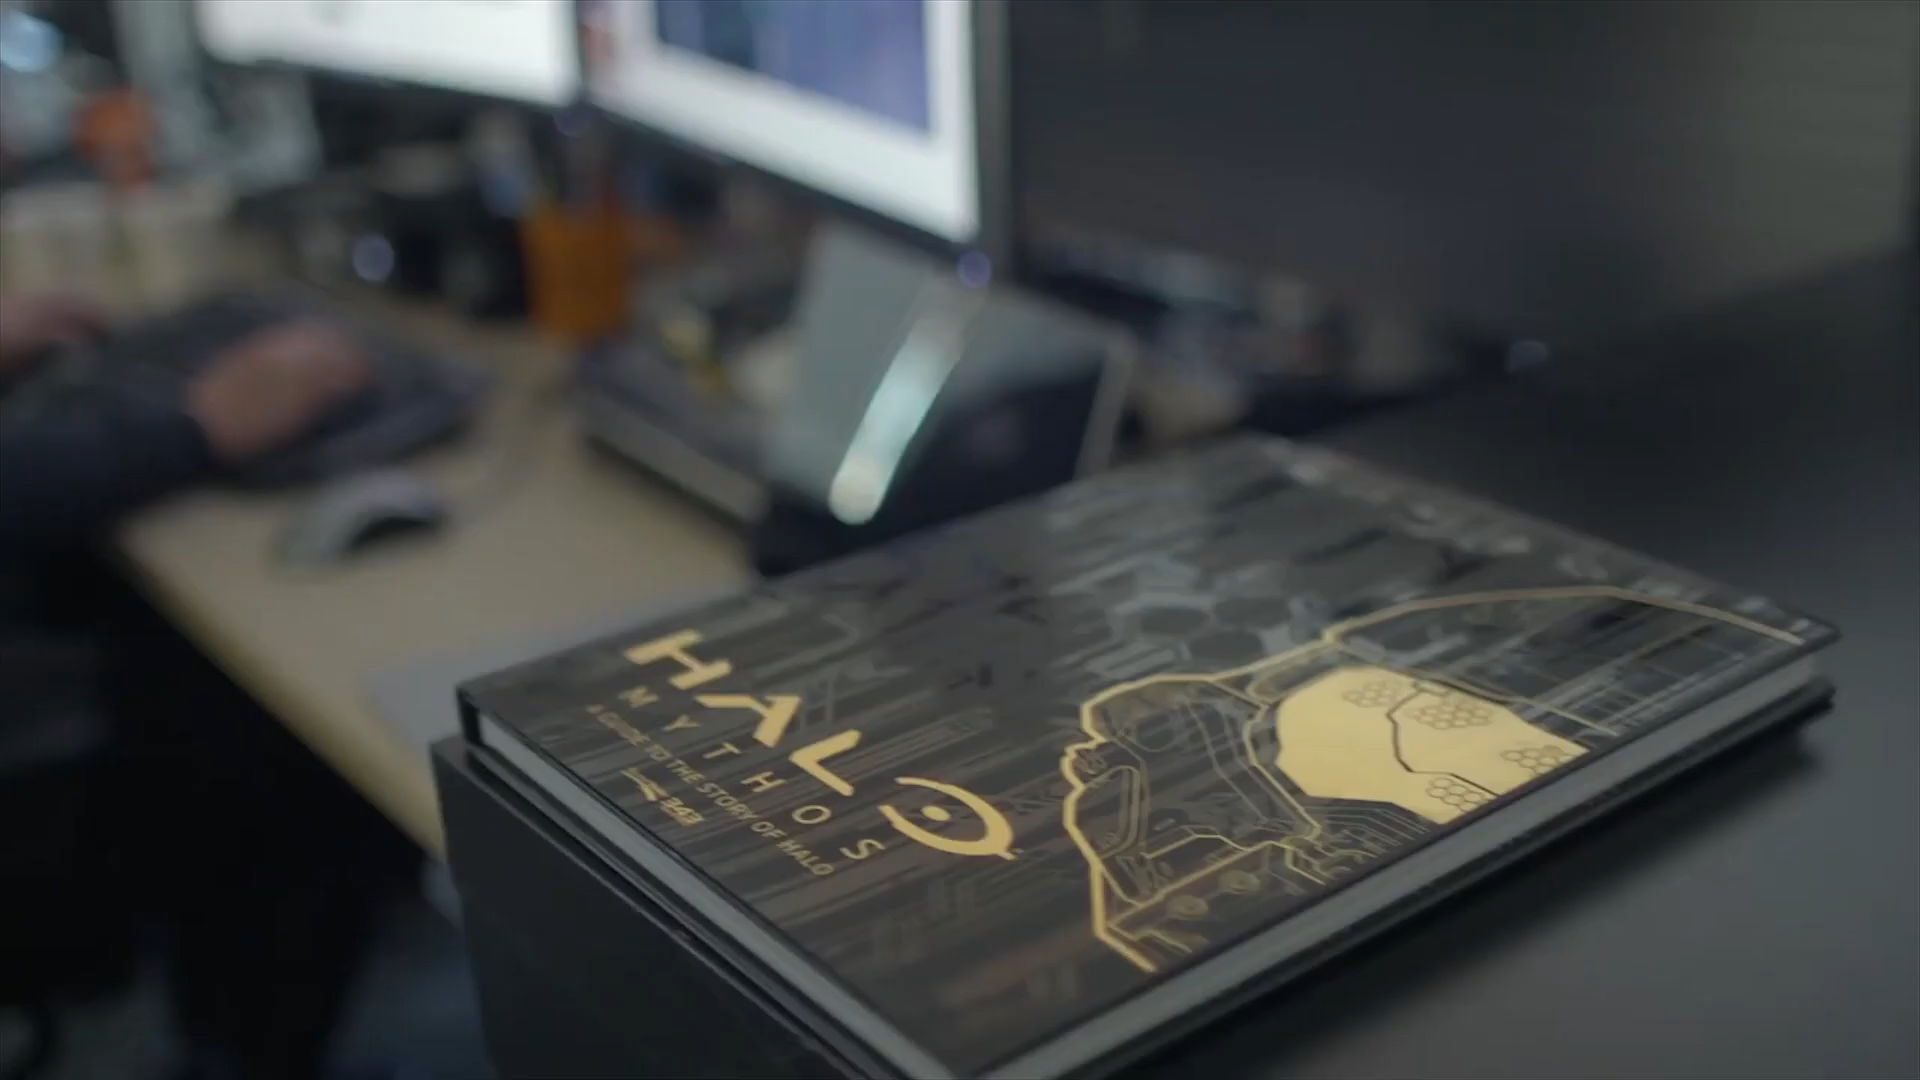 HALO
MYTHOS
A GUIDE TO THE STORY OF HALO
343